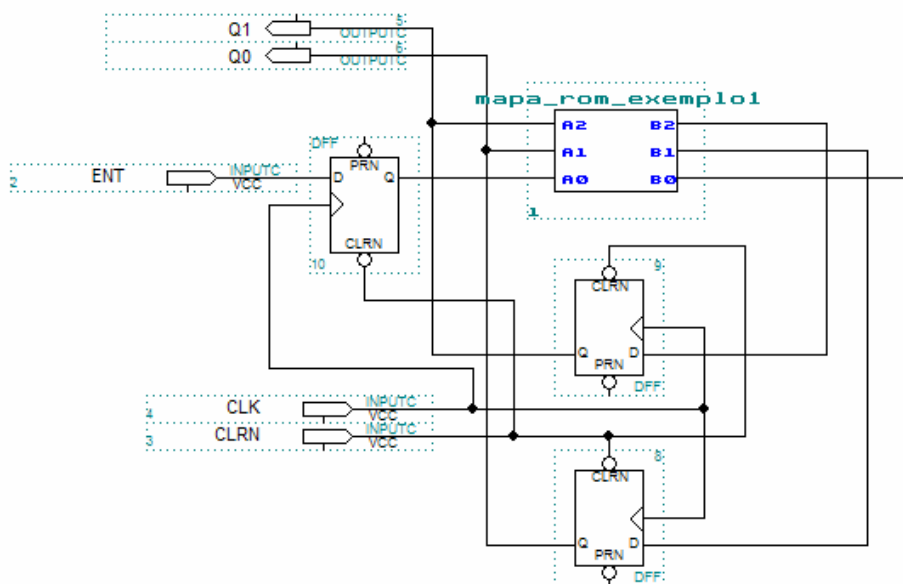 5
Q1
OUTPUTC
6
Q0
OUTPUTC
mapa_rom_exemplo1
A2 B2
A1 B1
A0 B0
1
DFF
PRN
D Q
CLRN
10
INPUTC
ENT
VCC
2
9
CLRN
Q D
PRN
DFF
INPUTC
CLK
VCC
4
INPUTC
CLRN
VCC
3
8
CLRN
Q D
PRN
DFF